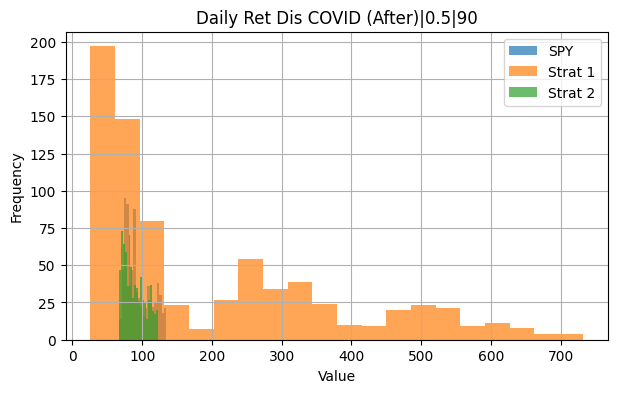 Daily Ret Dis COVID (After)|0.5|90
SPY
Strat 1
Strat 2
200
175
150
125
100
75
50
25
0
Frequency
0 100 200 300 400 500 600 700
Value